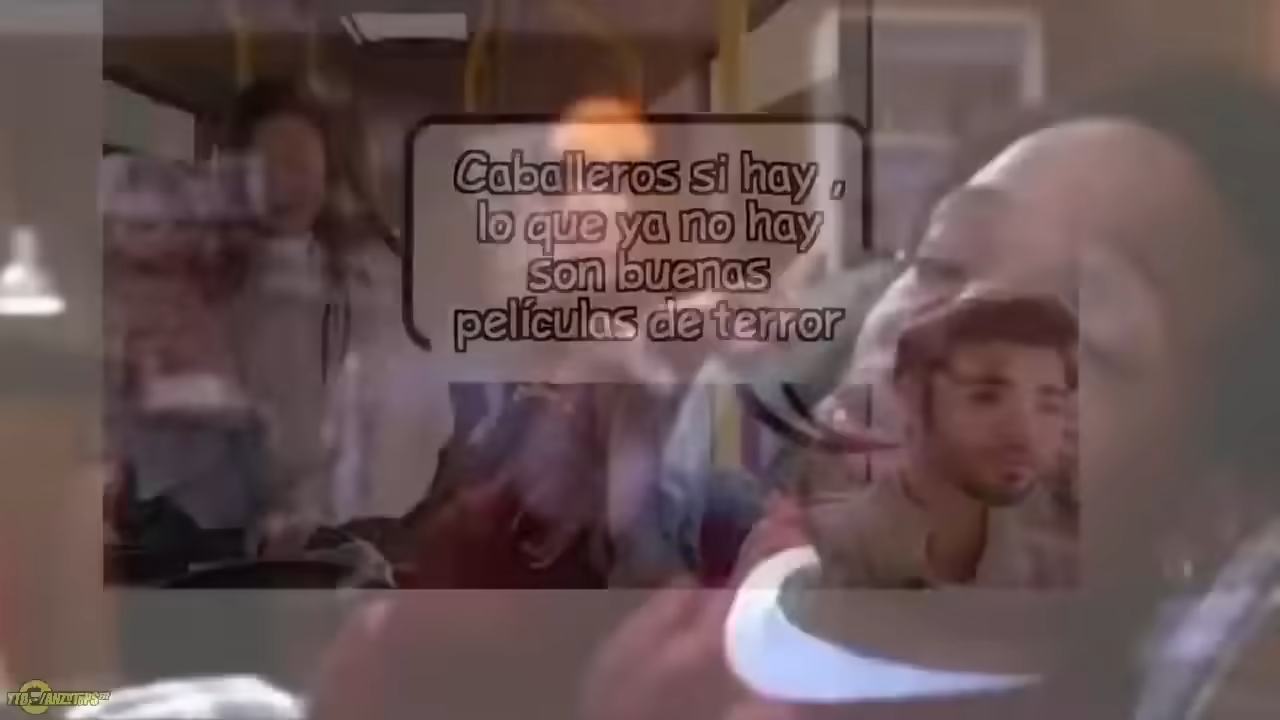 Caballeros si hay ,
lo que ya no hay
son buenas
películas de terror